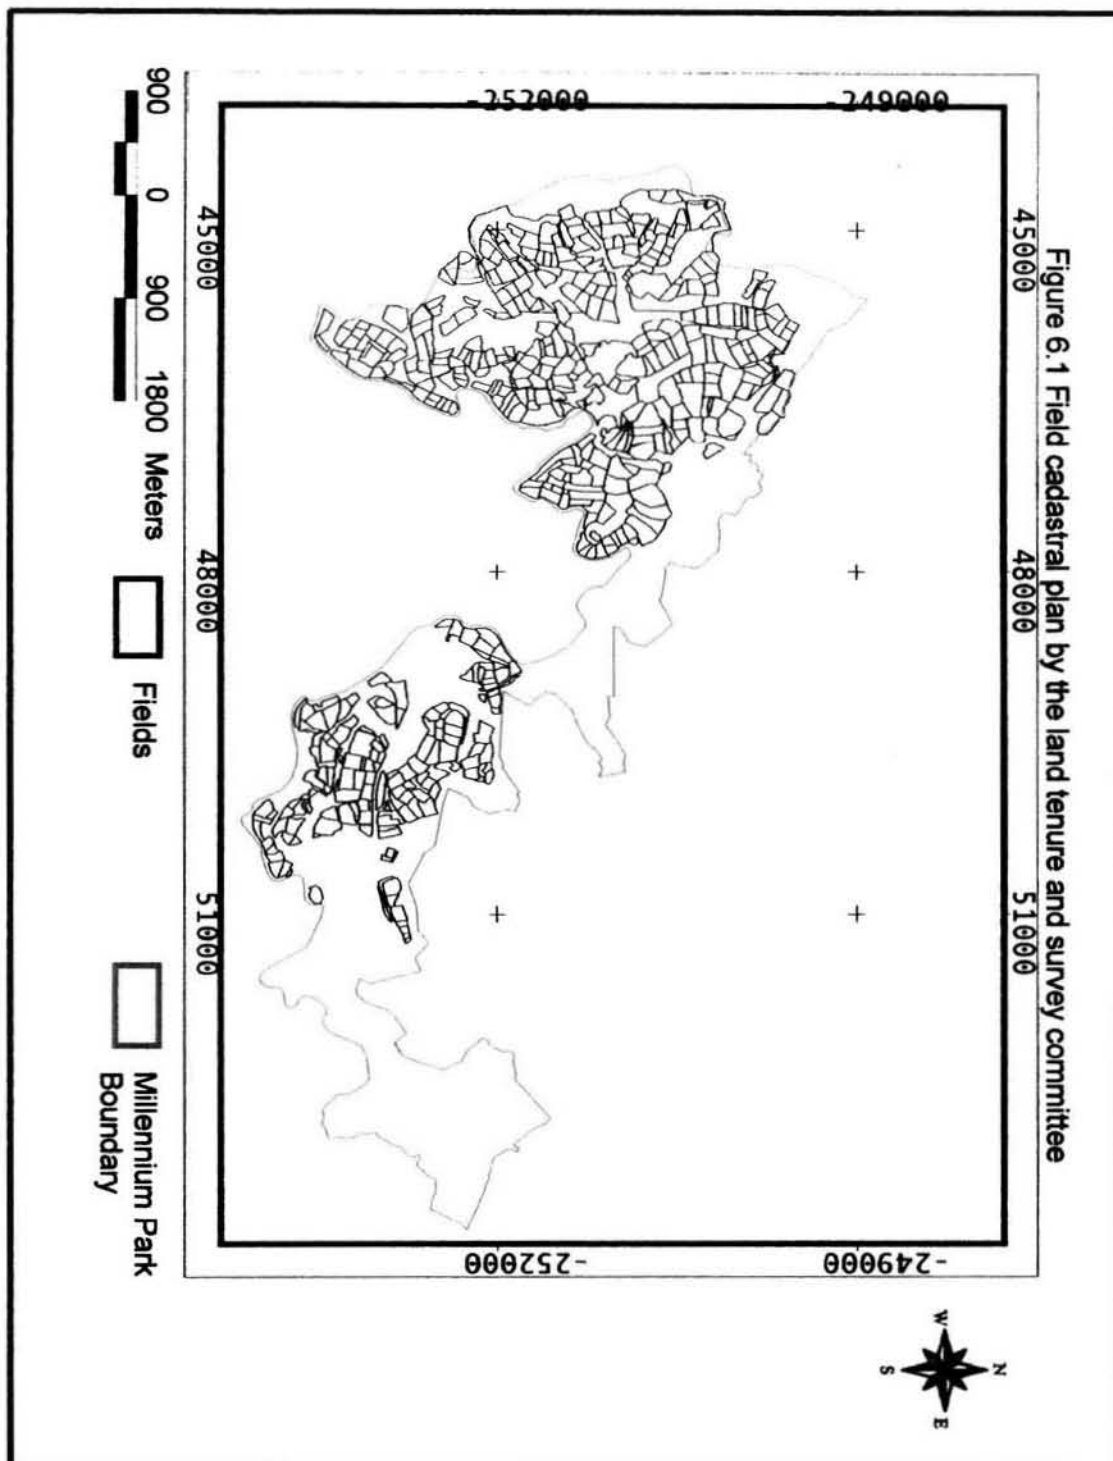 Figure 6.1 Field cadastral plan by the land tenure and survey committee
45000
48000
51000
-249000
-249000
-252000
-252000
45000
48000
51000
N
W
E
S
900 0 900 1800 Meters
Fields
Millennium Park
Boundary